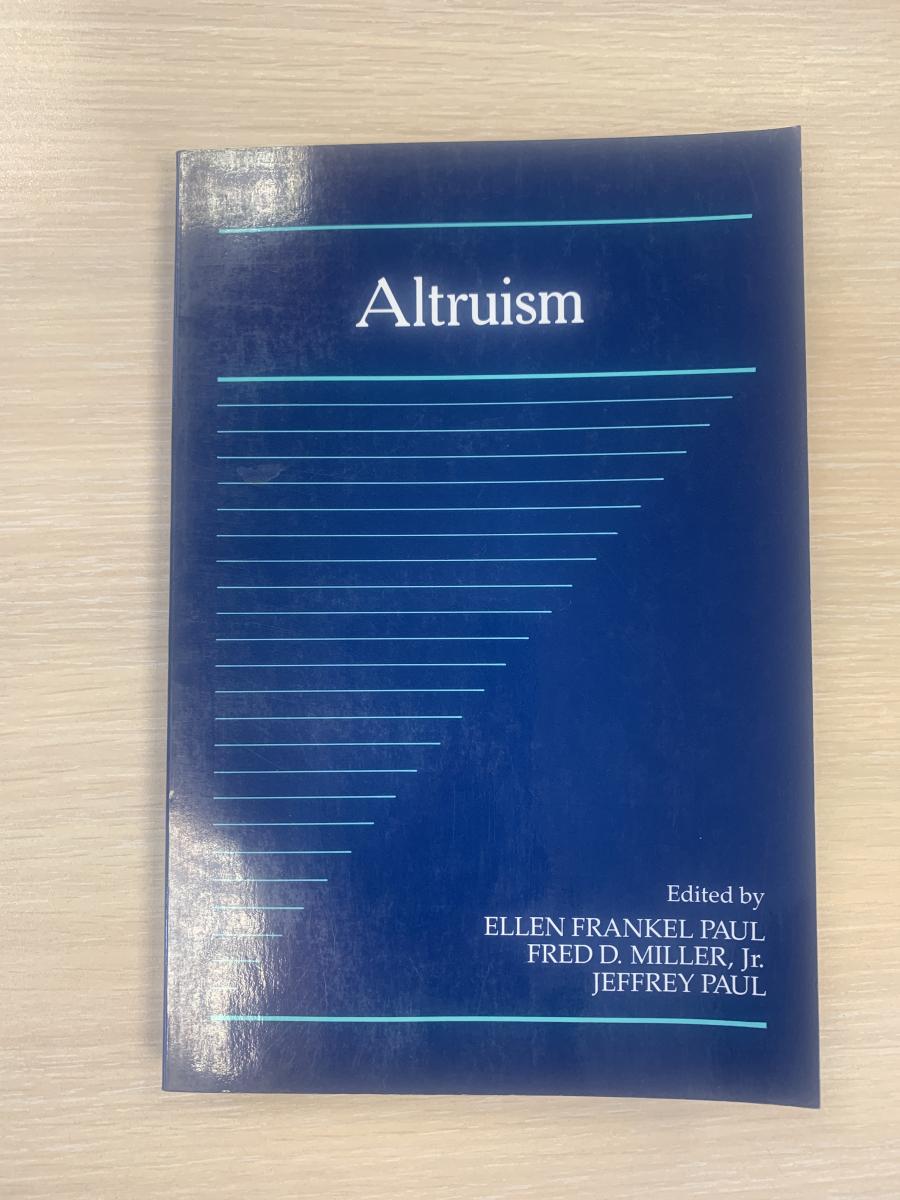 Altruism
Edited by
ELLEN FRANKEL PAUL
FRED D. MILLER, Jr.
JEFFREY PAUL